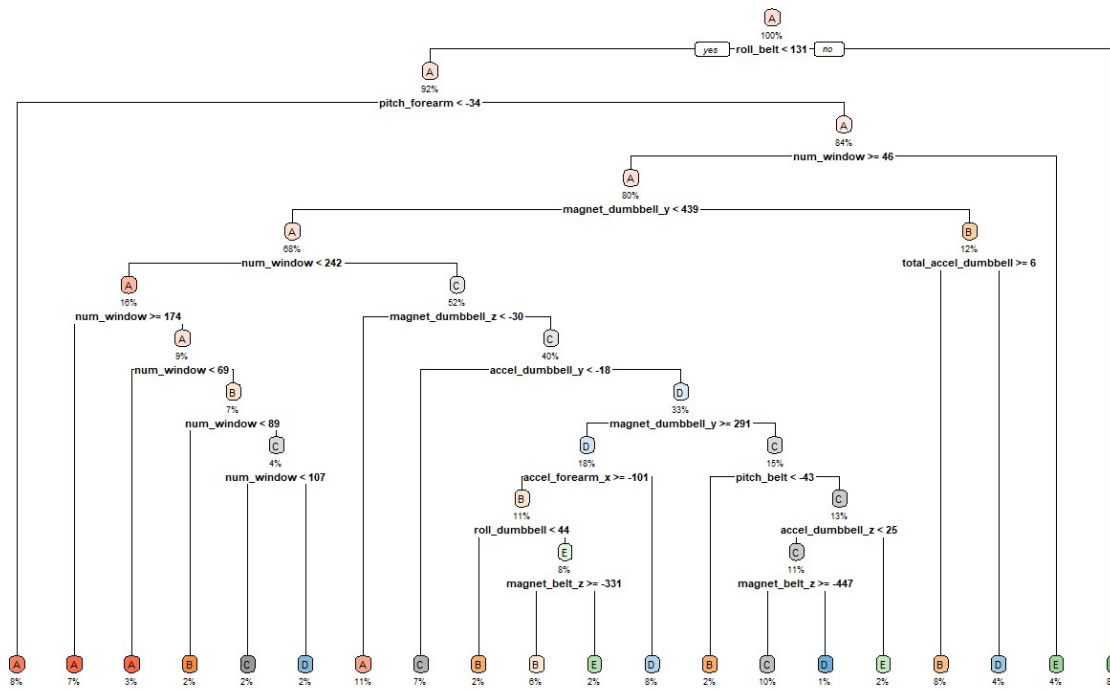 A
100%
yes roll_belt < 131 no
A
92%
pitch_forearm < -34
A
84%
num_window >= 46
A
80%
magnet_dumbbell_y < 439
A B
68% 12%
num_window < 242 total_accel_dumbbell >= 6
A C
16% 52%
num_window >= 174 magnet_dumbbell_z < -30
A C
9% 40%
num_window < 69 accel_dumbbell_y < -18
B D
7% 33%
num_window < 89 magnet_dumbbell_y >= 291
C D C
4% 18% 15%
num_window < 107 accel_forearm_x >= -101 pitch_belt < -43
B C
11% 13%
roll_dumbbell < 44 accel_dumbbell_z < 25
E C
8% 11%
magnet_belt_z >= -331 magnet_belt_z >= -447
A A A B C D A C B B E D B C D E B D E
8% 7% 3% 2% 2% 2% 11% 7% 2% 6% 2% 8% 2% 10% 1% 2% 8% 4% 4%